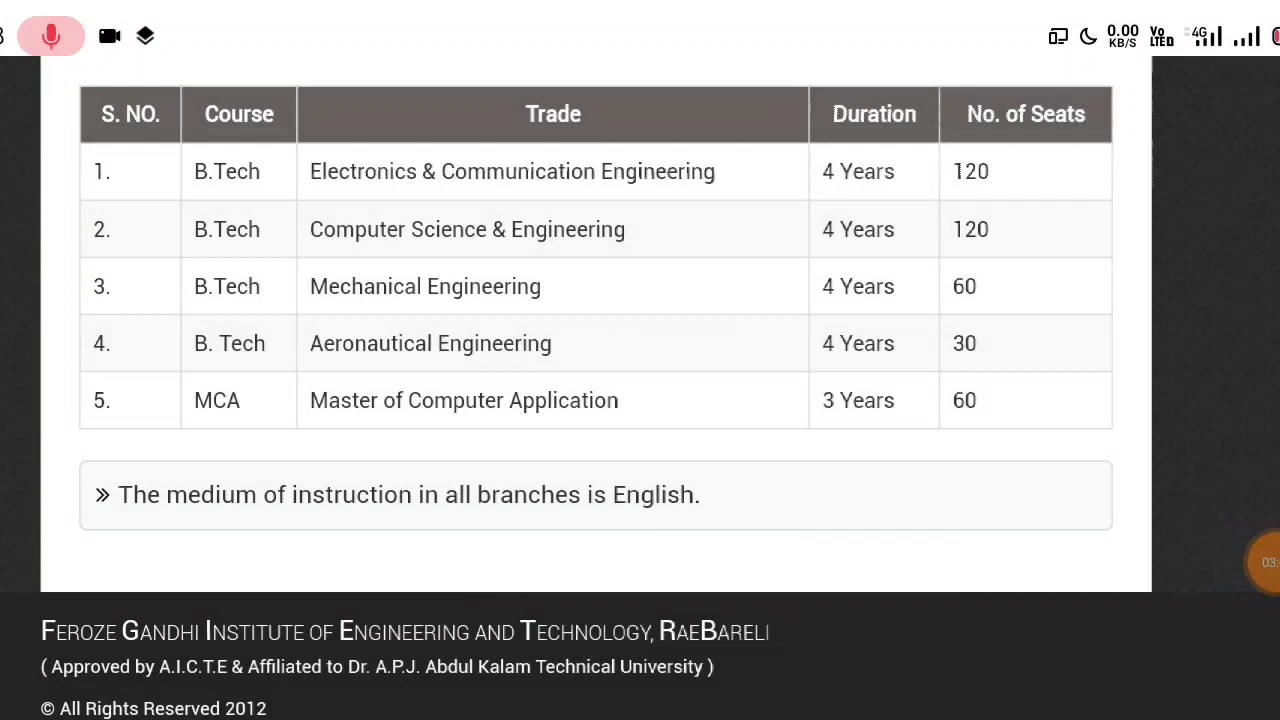 0.00
KB/S
Vo
LTED
4G
S. NO. Course Trade Duration No. of Seats
1. B.Tech Electronics & Communication Engineering 4 Years 120
2. B.Tech Computer Science & Engineering 4 Years 120
3. B.Tech Mechanical Engineering 4 Years 60
4. B. Tech Aeronautical Engineering 4 Years 30
5. MCA Master of Computer Application 3 Years 60
» The medium of instruction in all branches is English.
FEROZE GANDHI INSTITUTE OF ENGINEERING AND TECHNOLOGY, RAEBARELI
( Approved by A.I.C.T.E & Affiliated to Dr. A.P.J. Abdul Kalam Technical University )
© All Rights Reserved 2012